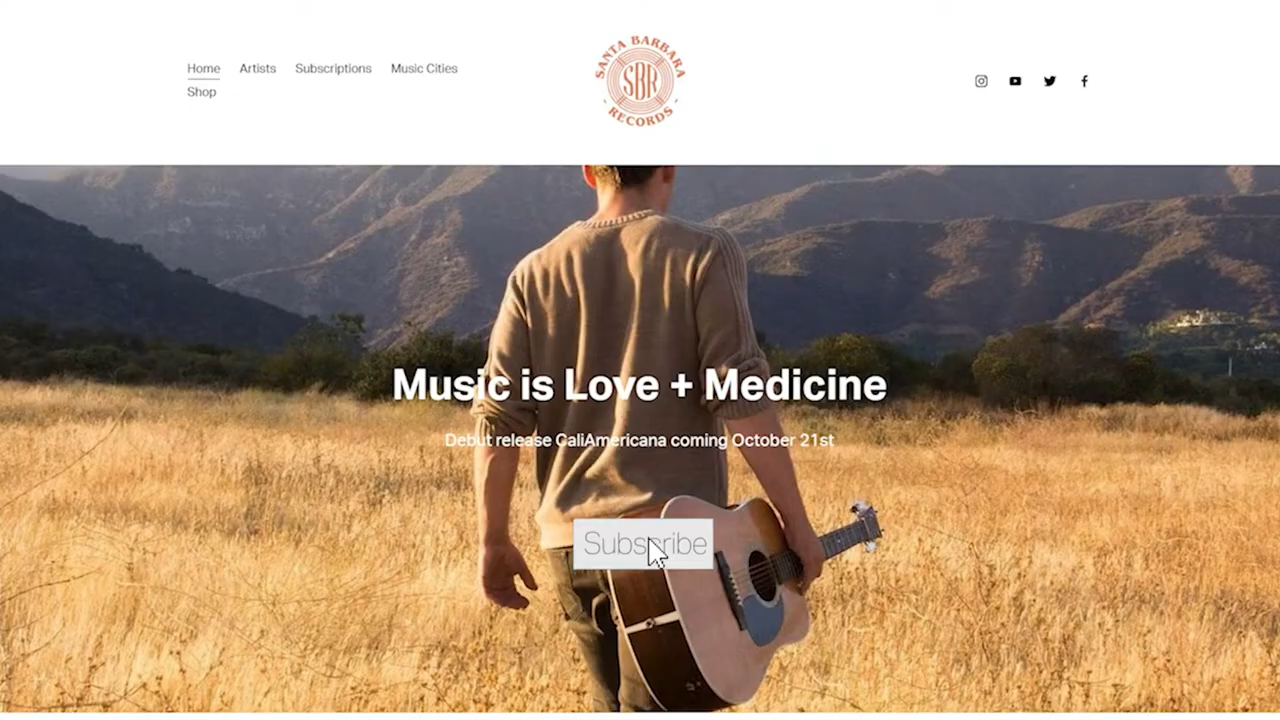 Home Artists Subscriptions Music Cities
Shop
SANTA BARBARA
SBR
- RECORDS -
Music is Love + Medicine
Debut release CaliAmericana coming October 21st
Subscribe